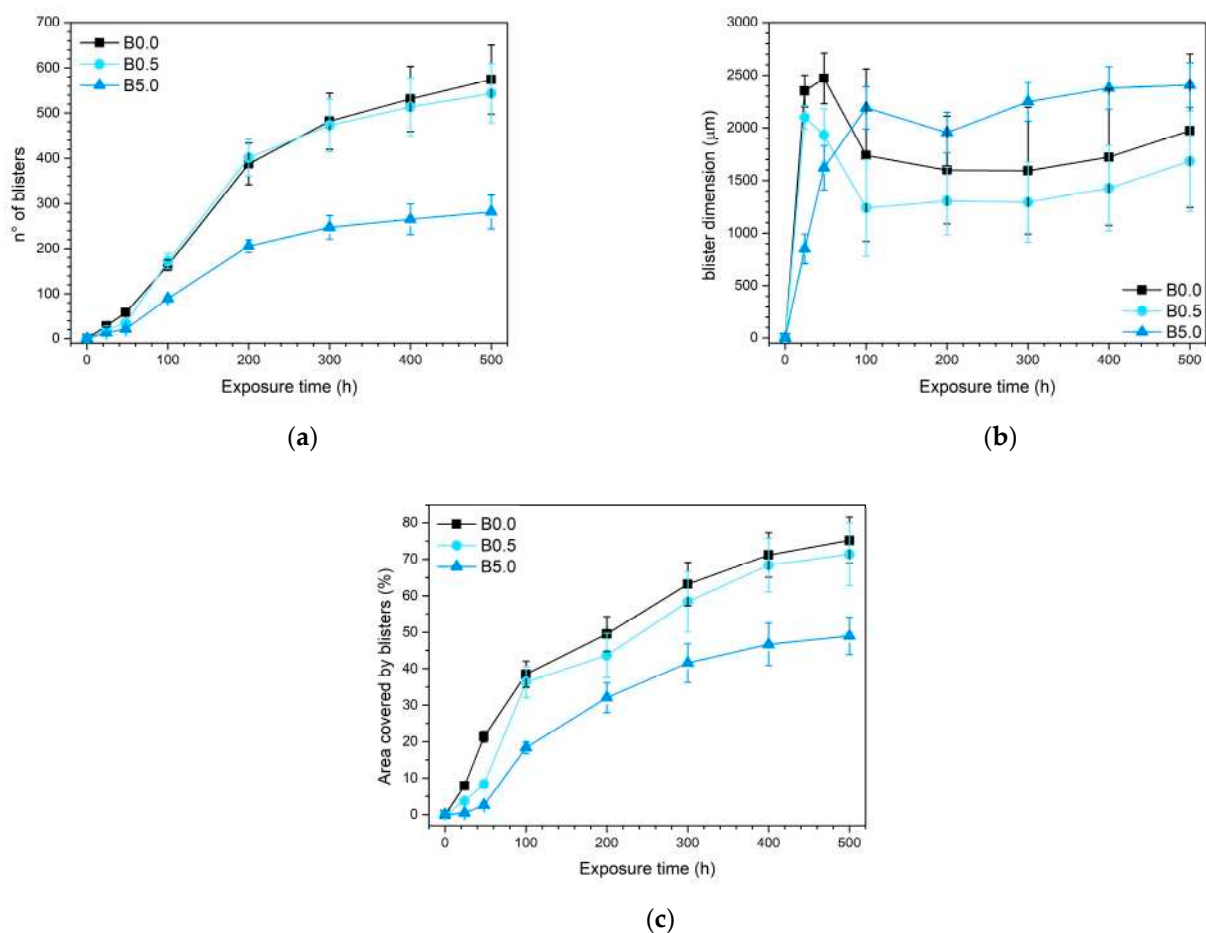 700
600
500
400
300
200
100
0
n° of blisters
B0.0
B0.5
B5.0
0 100 200 300 400 500
Exposure time (h)
(a)
3000
2500
2000
1500
1000
500
0
blister dimension (μm)
B0.0
B0.5
B5.0
0 100 200 300 400 500
Exposure time (h)
(b)
80
70
60
50
40
30
20
10
0
Area covered by blisters (%)
B0.0
B0.5
B5.0
0 100 200 300 400 500
Exposure time (h)
(c)